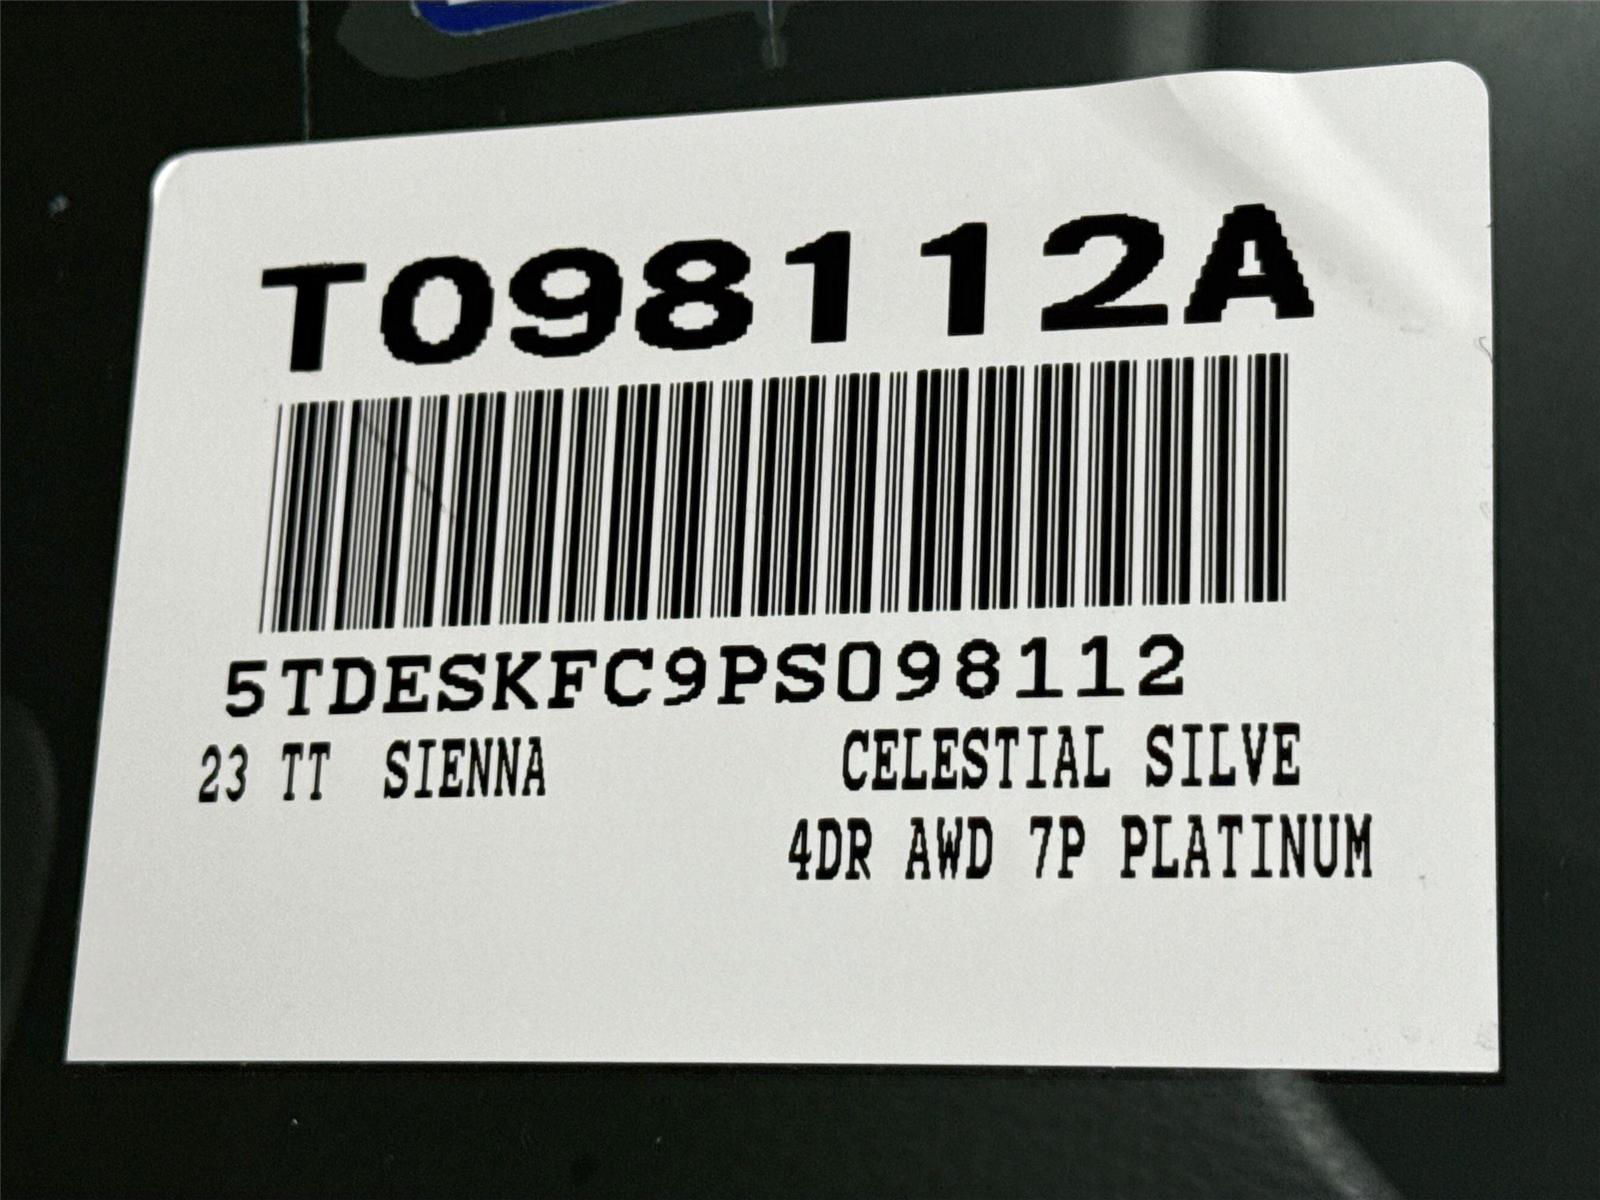 T098112A
5TDESKFC9PS098112
23 TT SIENNA CELESTIAL SILVE
4DR AWD 7P PLATINUM